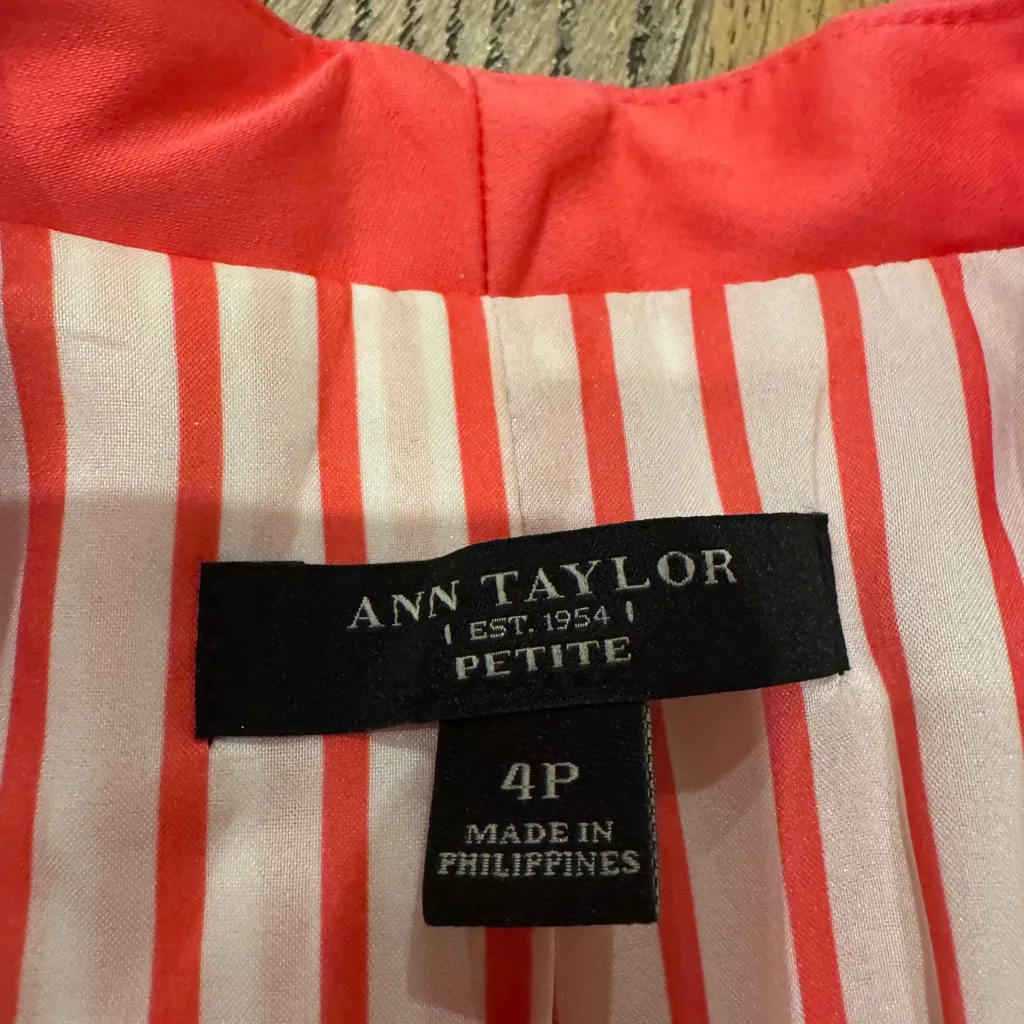 ANN TAYLOR
EST. 1954
PETITE
4P
MADE IN
PHILIPPINES